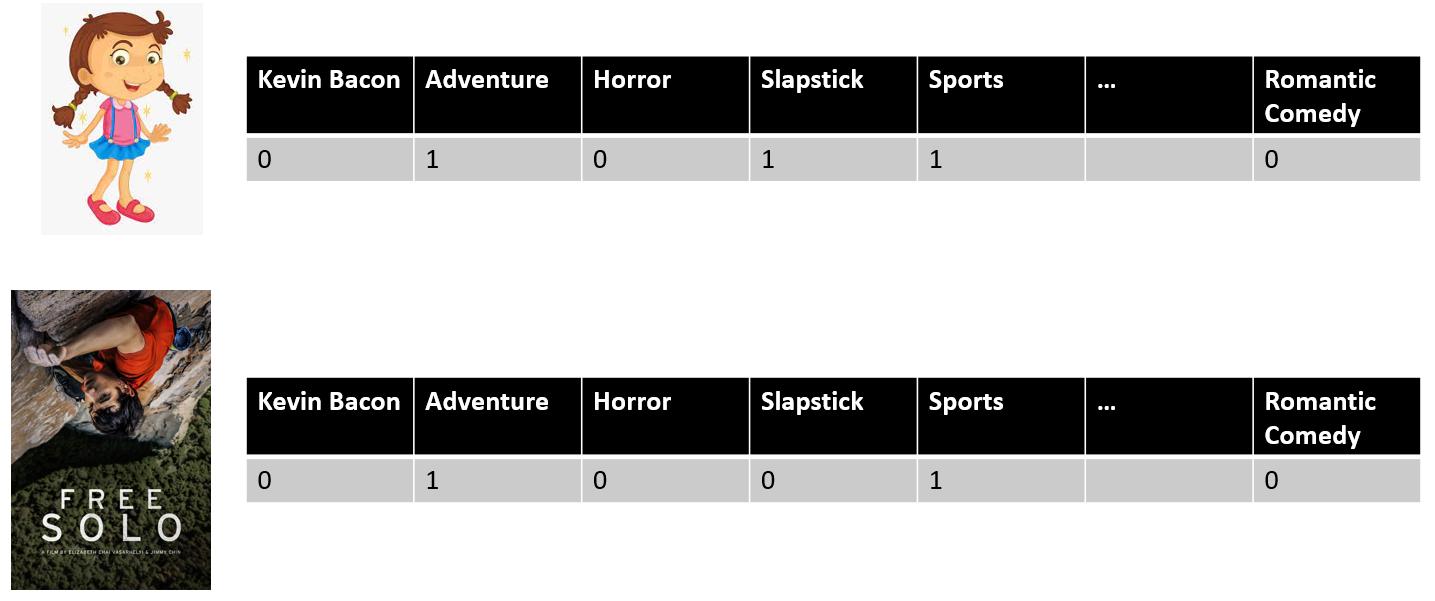 Kevin Bacon Adventure Horror Slapstick Sports ... Romantic
Comedy
0 1 0 1 1 0
Kevin Bacon Adventure Horror Slapstick Sports ... Romantic
Comedy
0 1 0 0 1 0
FREE
SOLO
A FILM BY ELIZABETH CHAI VASARHELYI & JIMMY CHIN